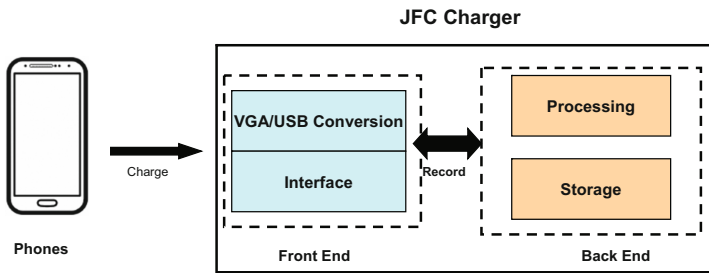 JFC Charger
VGA/USB Conversion
Interface
Processing
Storage
Charge
Record
Phones
Front End
Back End